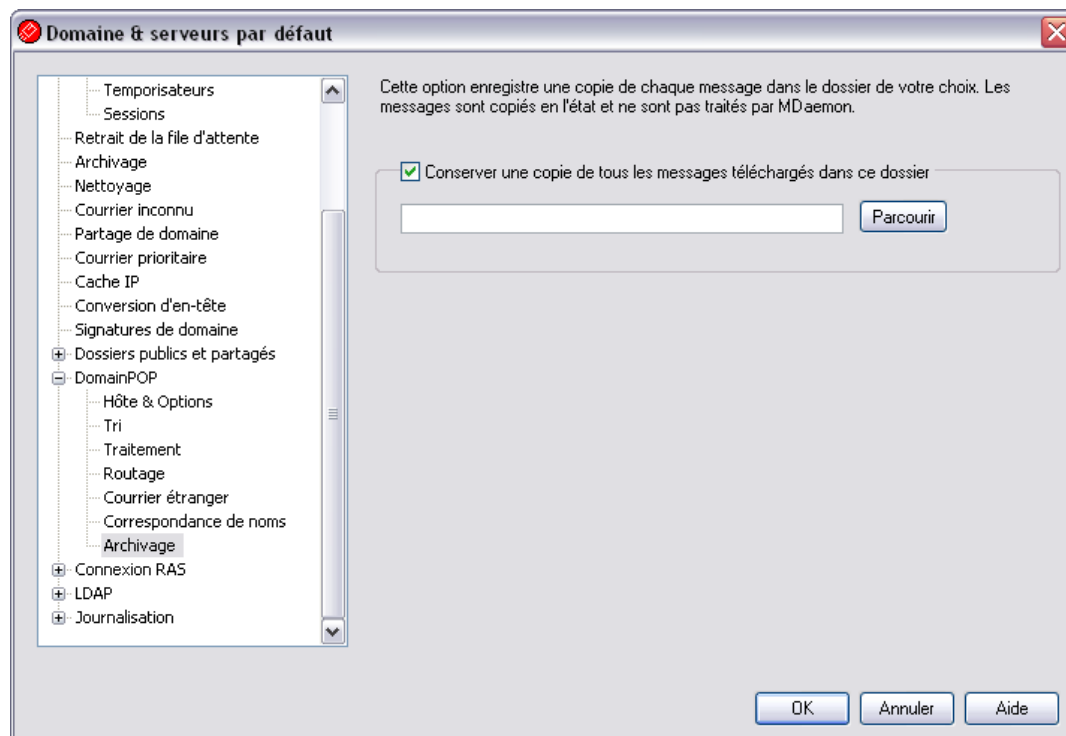 Domaine & serveurs par défaut
Temporisateurs
Sessions
Retrait de la file d'attente
Archivage
Nettoyage
Courrier inconnu
Partage de domaine
Courrier prioritaire
Cache IP
Conversion d'en-tête
Signatures de domaine
Dossiers publics et partagés
DomainPOP
Hôte & Options
Tri
Traitement
Routage
Courrier étranger
Correspondance de noms
Archivage
Connexion RAS
LDAP
Journalisation
Cette option enregistre une copie de chaque message dans le dossier de votre choix. Les
messages sont copiés en l'état et ne sont pas traités par MDaemon.
Conserver une copie de tous les messages téléchargés dans ce dossier
Parcourir
OK
Annuler
Aide